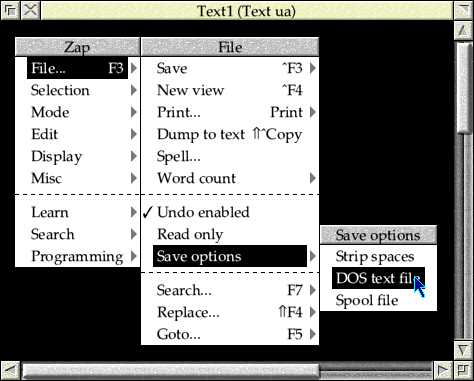 Text1 (Text ua)
Zap
File... F3
Selection
Mode
Edit
Display
Misc
Learn
Search
Programming
File
Save ^F3
New view ^F4
Print... Print
Dump to text ⇑^Copy
Spell...
Word count
✓ Undo enabled
Read only
Save options
Search... F7
Replace... ⇑F4
Goto... F5
Save options
Strip spaces
DOS text file
Spool file